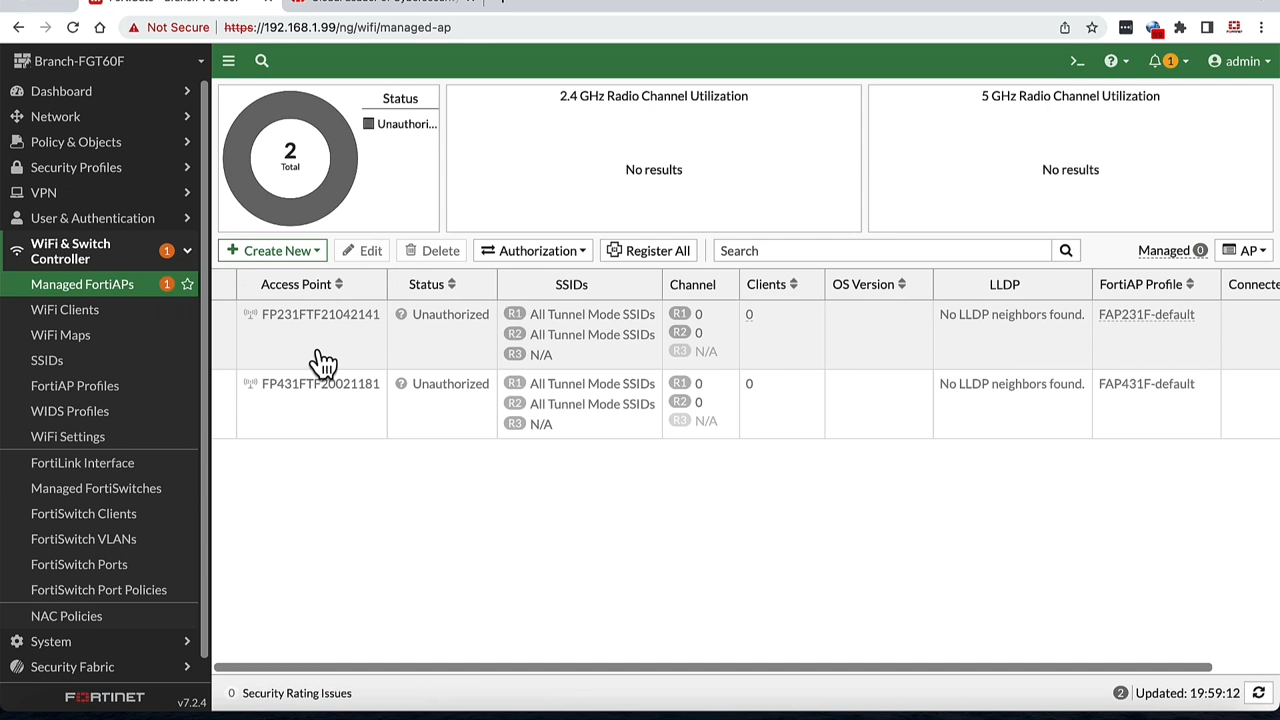 Not Secure https://192.168.1.99/ng/wifi/managed-ap
Branch-FGT60F
admin
1
Dashboard
Network
Policy & Objects
Security Profiles
VPN
User & Authentication
WiFi & Switch
Controller
1
Managed FortiAPs 1
WiFi Clients
WiFi Maps
SSIDs
FortiAP Profiles
WIDS Profiles
WiFi Settings
FortiLink Interface
Managed FortiSwitches
FortiSwitch Clients
FortiSwitch VLANs
FortiSwitch Ports
FortiSwitch Port Policies
NAC Policies
System
Security Fabric
FORTINET v7.2.4
2
Total
Status
Unauthori...
2.4 GHz Radio Channel Utilization
No results
5 GHz Radio Channel Utilization
No results
+ Create New Edit Delete Authorization Register All Search Managed 0 AP
Access Point Status SSIDs Channel Clients OS Version LLDP FortiAP Profile Connecte
FP231FTF21042141 Unauthorized R1 All Tunnel Mode SSIDs R1 0 0 No LLDP neighbors found. FAP231F-default
R2 All Tunnel Mode SSIDs R2 0
R3 N/A R3 N/A
FP431FTF20021181 Unauthorized R1 All Tunnel Mode SSIDs R1 0 0 No LLDP neighbors found. FAP431F-default
R2 All Tunnel Mode SSIDs R2 0
R3 N/A R3 N/A
0 Security Rating Issues
2 Updated: 19:59:12